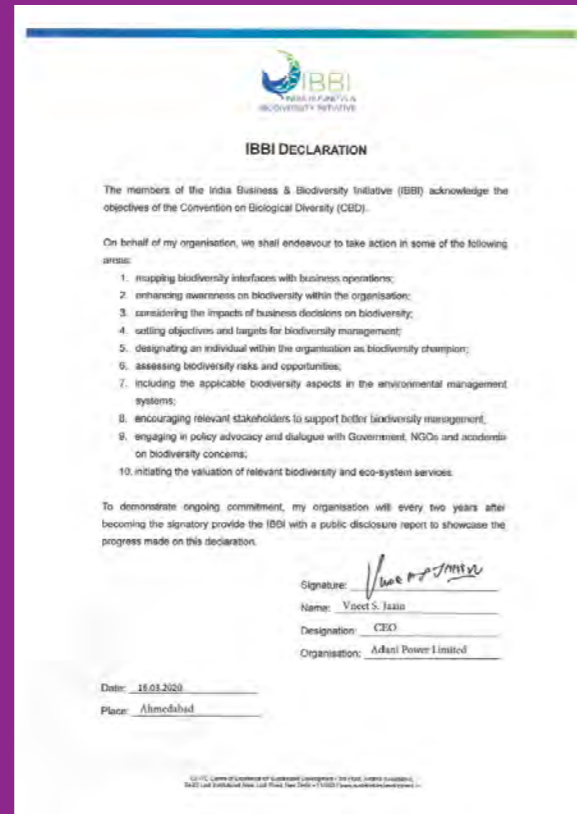 IBBI
INDIA BUSINESS &
BIODIVERSITY INITIATIVE
IBBI DECLARATION
The members of the India Business & Biodiversity Initiative (IBBI) acknowledge the
objectives of the Convention on Biological Diversity (CBD).
On behalf of my organisation, we shall endeavour to take action in some of the following
areas:
1. mapping biodiversity interfaces with business operations;
2. enhancing awareness on biodiversity within the organisation;
3. considering the impacts of business decisions on biodiversity;
4. setting objectives and targets for biodiversity management;
5. designating an individual within the organisation as biodiversity champion;
6. assessing biodiversity risks and opportunities;
7. including the applicable biodiversity aspects in the environmental management
systems;
8. encouraging relevant stakeholders to support better biodiversity management;
9. engaging in policy advocacy and dialogue with Government, NGOs and academia
on biodiversity concerns;
10. initiating the valuation of relevant biodiversity and eco-system services.
To demonstrate ongoing commitment, my organisation will every two years after
becoming the signatory provide the IBBI with a public disclosure report to showcase the
progress made on this declaration.
Signature:
Name: Vneet S. Jaain
Designation: CEO
Organisation: Adani Power Limited
Date: 18.03.2020
Place: Ahmedabad